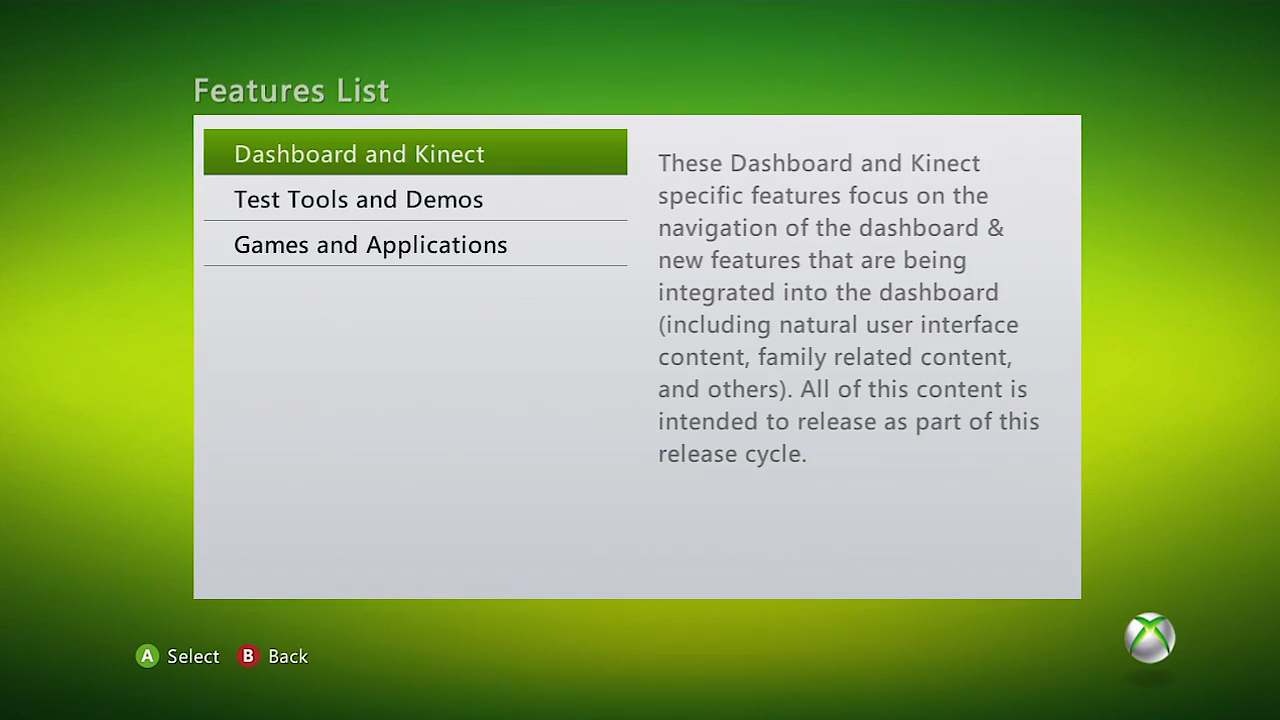 Features List
Dashboard and Kinect
Test Tools and Demos
Games and Applications
These Dashboard and Kinect
specific features focus on the
navigation of the dashboard &
new features that are being
integrated into the dashboard
(including natural user interface
content, family related content,
and others). All of this content is
intended to release as part of this
release cycle.
A Select B Back